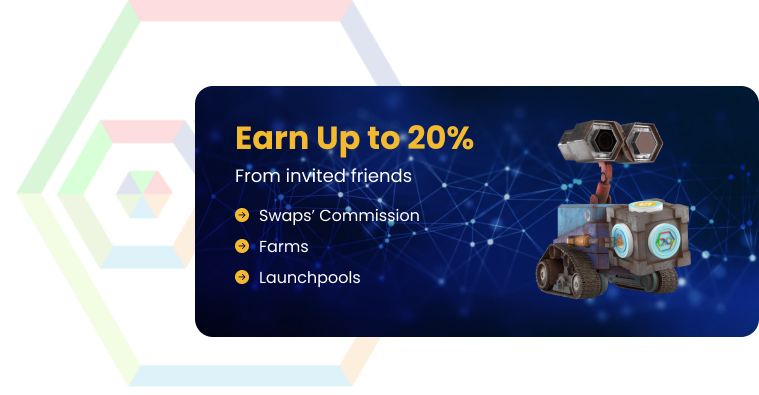 Earn Up to 20%
From invited friends
Swaps’ Commission
Farms
Launchpools